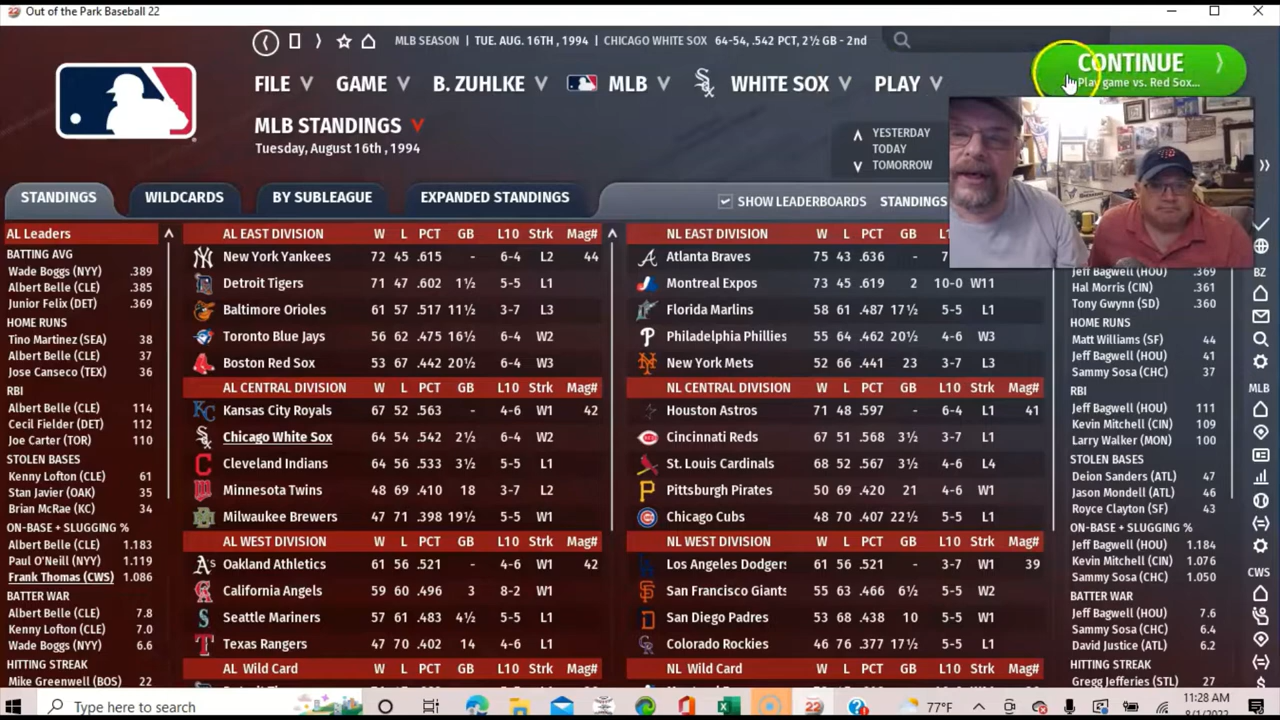 Out of the Park Baseball 22
MLB SEASON | TUE. AUG. 16TH , 1994 | CHICAGO WHITE SOX 64-54, .542 PCT, 2½ GB - 2nd
FILE GAME B. ZUHLKE MLB WHITE SOX PLAY
CONTINUE
Play game vs. Red Sox...
MLB STANDINGS
Tuesday, August 16th , 1994
YESTERDAY
TODAY
TOMORROW
STANDINGS WILDCARDS BY SUBLEAGUE EXPANDED STANDINGS
SHOW LEADERBOARDS STANDINGS
AL Leaders
BATTING AVG
Wade Boggs (NYY) .389
Albert Belle (CLE) .385
Junior Felix (DET) .369
HOME RUNS
Tino Martinez (SEA) 38
Albert Belle (CLE) 37
Jose Canseco (TEX) 36
RBI
Albert Belle (CLE) 114
Cecil Fielder (DET) 112
Joe Carter (TOR) 110
STOLEN BASES
Kenny Lofton (CLE) 61
Stan Javier (OAK) 35
Brian McRae (KC) 34
ON-BASE + SLUGGING %
Albert Belle (CLE) 1.183
Paul O'Neill (NYY) 1.119
Frank Thomas (CWS) 1.086
BATTER WAR
Albert Belle (CLE) 7.8
Kenny Lofton (CLE) 7.0
Wade Boggs (NYY) 6.6
HITTING STREAK
Mike Greenwell (BOS) 22
AL EAST DIVISION W L PCT GB L10 Strk Mag#
New York Yankees 72 45 .615 - 6-4 L2 44
Detroit Tigers 71 47 .602 1½ 5-5 L1
Baltimore Orioles 61 57 .517 11½ 3-7 L3
Toronto Blue Jays 56 62 .475 16½ 6-4 W2
Boston Red Sox 53 67 .442 20½ 6-4 W3
AL CENTRAL DIVISION W L PCT GB L10 Strk Mag#
Kansas City Royals 67 52 .563 - 4-6 W1 42
Chicago White Sox 64 54 .542 2½ 6-4 W2
Cleveland Indians 64 56 .533 3½ 5-5 L1
Minnesota Twins 48 69 .410 18 3-7 L2
Milwaukee Brewers 47 71 .398 19½ 5-5 W1
AL WEST DIVISION W L PCT GB L10 Strk Mag#
Oakland Athletics 61 56 .521 - 4-6 W1 42
California Angels 59 60 .496 3 8-2 W1
Seattle Mariners 57 61 .483 4½ 5-5 L1
Texas Rangers 47 70 .402 14 4-6 L1
AL Wild Card W L PCT GB L10 Strk Mag#
NL EAST DIVISION W L PCT GB
Atlanta Braves 75 43 .636 -
Montreal Expos 73 45 .619 2 10-0 W11
Florida Marlins 58 61 .487 17½ 5-5 L1
Philadelphia Phillies 55 64 .462 20½ 4-6 W3
New York Mets 52 66 .441 23 3-7 L3
NL CENTRAL DIVISION W L PCT GB L10 Strk Mag#
Houston Astros 71 48 .597 - 6-4 L1 41
Cincinnati Reds 67 51 .568 3½ 3-7 L1
St. Louis Cardinals 68 52 .567 3½ 4-6 L4
Pittsburgh Pirates 50 69 .420 21 4-6 W1
Chicago Cubs 48 70 .407 22½ 5-5 L1
NL WEST DIVISION W L PCT GB L10 Strk Mag#
Los Angeles Dodgers 61 56 .521 - 3-7 W1 39
San Francisco Giants 55 63 .466 6½ 5-5 W2
San Diego Padres 53 68 .438 10 5-5 W1
Colorado Rockies 46 76 .377 17½ 5-5 L1
NL Wild Card W L PCT GB L10 Strk Mag#
Jeff Bagwell (HOU) .369
Hal Morris (CIN) .361
Tony Gwynn (SD) .360
HOME RUNS
Matt Williams (SF) 44
Jeff Bagwell (HOU) 41
Sammy Sosa (CHC) 37
RBI
Jeff Bagwell (HOU) 111
Kevin Mitchell (CIN) 109
Larry Walker (MON) 100
STOLEN BASES
Deion Sanders (ATL) 47
Jason Mondell (ATL) 46
Royce Clayton (SF) 43
ON-BASE + SLUGGING %
Jeff Bagwell (HOU) 1.184
Kevin Mitchell (CIN) 1.076
Sammy Sosa (CHC) 1.050
BATTER WAR
Jeff Bagwell (HOU) 7.6
Sammy Sosa (CHC) 6.4
David Justice (ATL) 6.2
HITTING STREAK
Gregg Jefferies (STL) 27
BZ
MLB
CWS
Type here to search
77°F
11:28 AM
8/1/2022